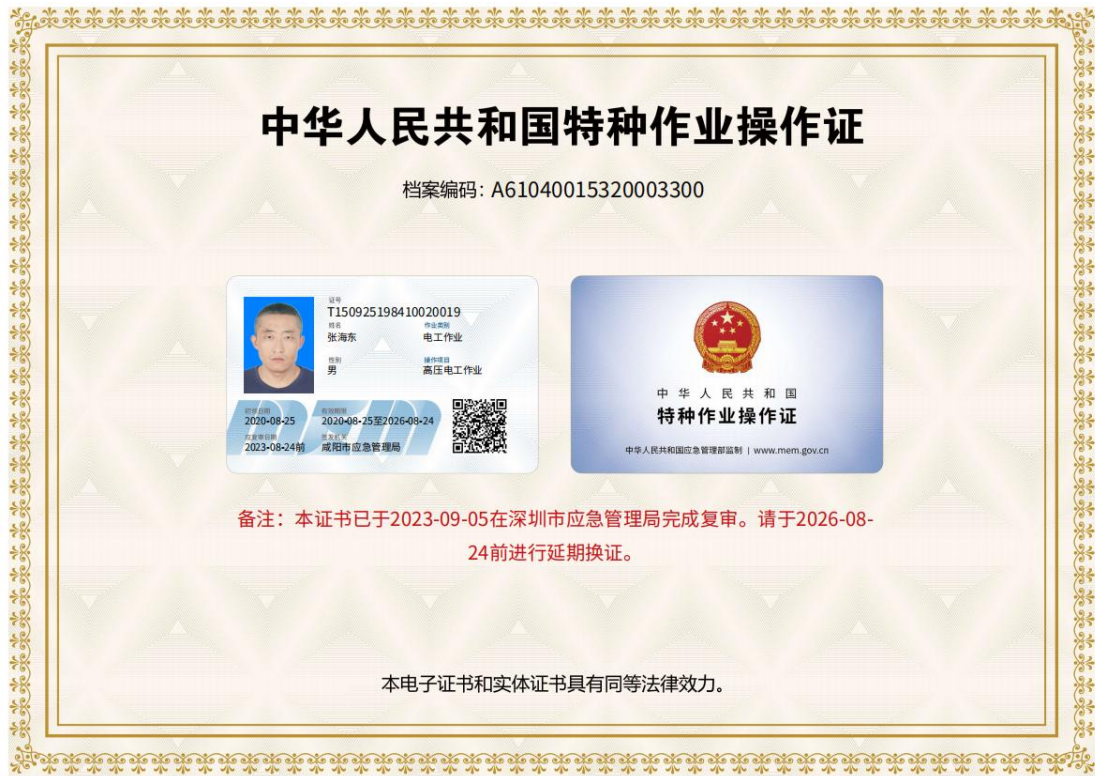 中华人民共和国特种作业操作证
档案编码：A61040015320003300
证号
T150925198410020019
姓名
作业类别
张海东
电工作业
性别
操作项目
男
高压电工作业
初领日期
有效期限
2020-08-25
2020-08-25至2026-08-24
应复审日期
签发机关
2023-08-24前
咸阳市应急管理局
中华人民共和国
特种作业操作证
中华人民共和国应急管理部监制 | www.mem.gov.cn
备注：本证书已于2023-09-05在深圳市应急管理局完成复审。请于2026-08-
24前进行延期换证。
本电子证书和实体证书具有同等法律效力。